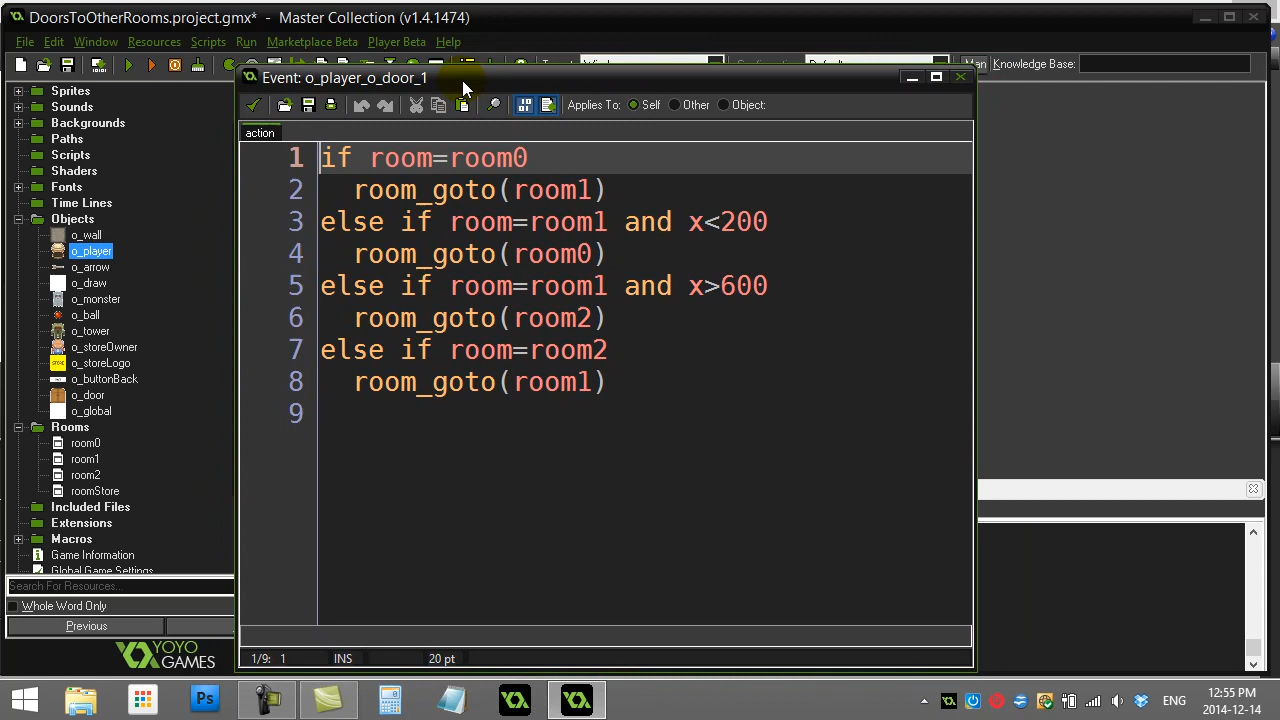 DoorsToOtherRooms.project.gmx* - Master Collection (v1.4.1474)
File Edit Window Resources Scripts Run Marketplace Beta Player Beta Help
Knowledge Base:
Event: o_player_o_door_1
Applies To: Self Other Object:
action
1 if room=room0
2 room_goto(room1)
3 else if room=room1 and x<200
4 room_goto(room0)
5 else if room=room1 and x>600
6 room_goto(room2)
7 else if room=room2
8 room_goto(room1)
9
1/9: 1 INS 20 pt
Sprites
Sounds
Backgrounds
Paths
Scripts
Shaders
Fonts
Time Lines
Objects
o_wall
o_player
o_arrow
o_draw
o_monster
o_ball
o_tower
o_storeOwner
o_storeLogo
o_buttonBack
o_door
o_global
Rooms
room0
room1
room2
roomStore
Included Files
Extensions
Macros
Game Information
Global Game Settings
Search For Resources...
Whole Word Only
Previous
YOYO
GAMES
Ps
ENG
12:55 PM
2014-12-14